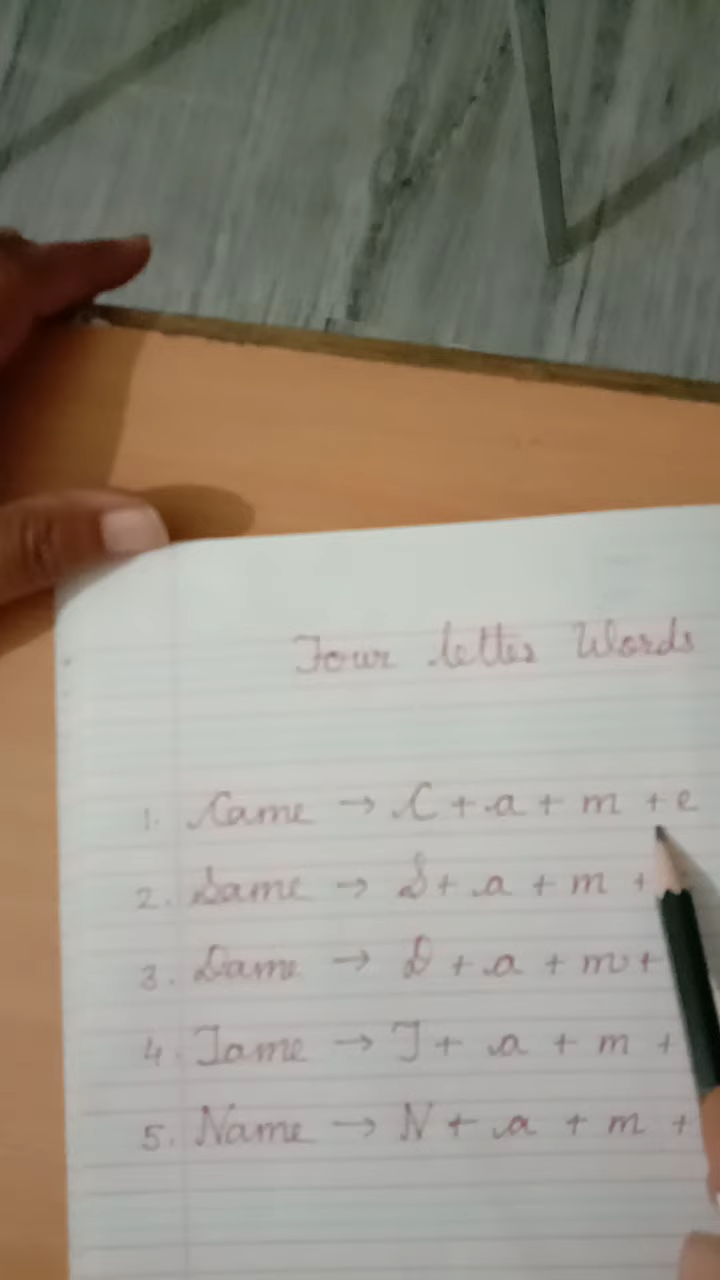 Four letter Words
1. Came → C + a + m + e
2. Same → S + a + m +
3. Dame → D + a + m +
4. Tame → T + a + m +
5. Name → N + a + m +